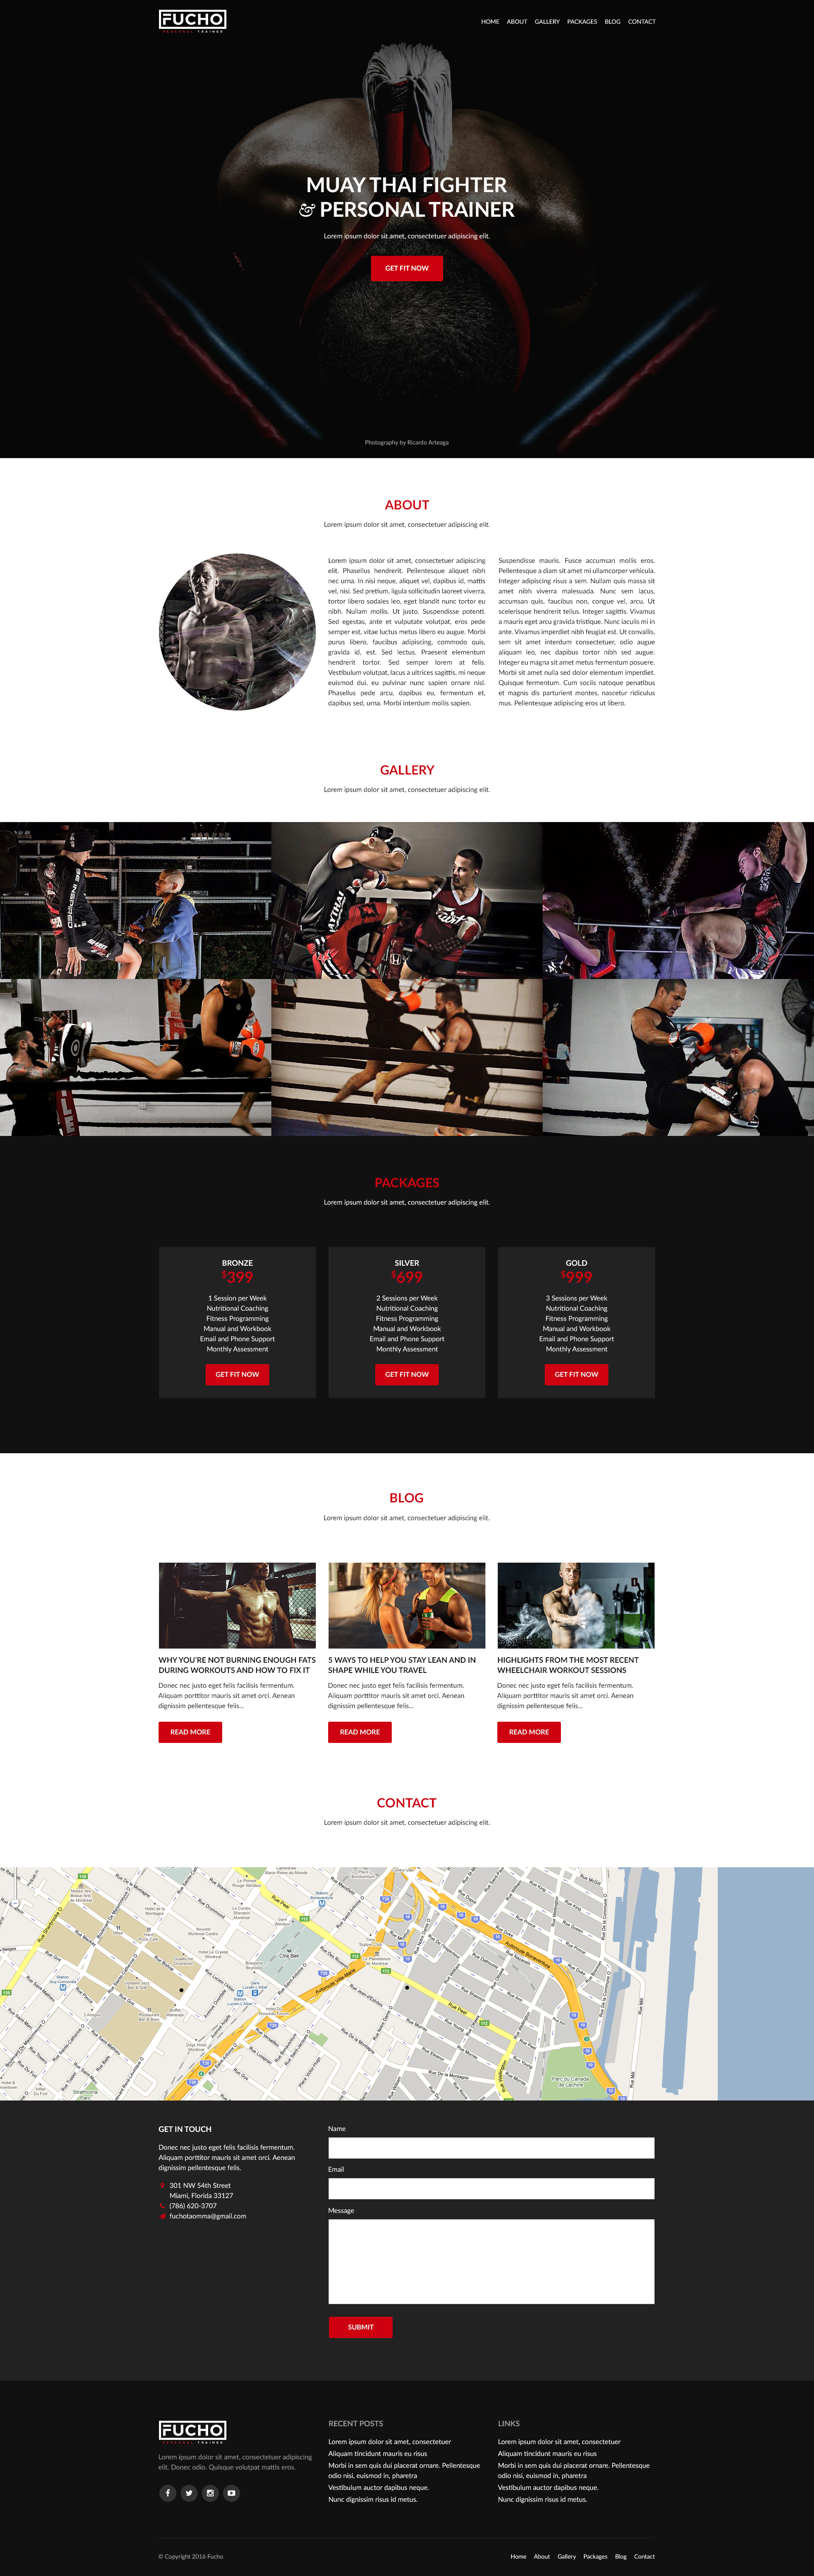 FUCHO
PERSONAL TRAINER
HOME ABOUT GALLERY PACKAGES BLOG CONTACT
MUAY THAI FIGHTER
& PERSONAL TRAINER
Lorem ipsum dolor sit amet, consectetuer adipiscing elit.
GET FIT NOW
Photography by Ricardo Arteaga
ABOUT
Lorem ipsum dolor sit amet, consectetuer adipiscing elit.
Lorem ipsum dolor sit amet, consectetuer adipiscing
elit. Phasellus hendrerit. Pellentesque aliquet nibh
nec urna. In nisi neque, aliquet vel, dapibus id, mattis
vel, nisi. Sed pretium, ligula sollicitudin laoreet viverra,
tortor libero sodales leo, eget blandit nunc tortor eu
nibh. Nullam mollis. Ut justo. Suspendisse potenti.
Sed egestas, ante et vulputate volutpat, eros pede
semper est, vitae luctus metus libero eu augue. Morbi
purus libero, faucibus adipiscing, commodo quis,
gravida id, est. Sed lectus. Praesent elementum
hendrerit tortor. Sed semper lorem at felis.
Vestibulum volutpat, lacus a ultrices sagittis, mi neque
euismod dui, eu pulvinar nunc sapien ornare nisl.
Phasellus pede arcu, dapibus eu, fermentum et,
dapibus sed, urna. Morbi interdum mollis sapien.
Suspendisse mauris. Fusce accumsan mollis eros.
Pellentesque a diam sit amet mi ullamcorper vehicula.
Integer adipiscing risus a sem. Nullam quis massa sit
amet nibh viverra malesuada. Nunc sem lacus,
accumsan quis, faucibus non, congue vel, arcu. Ut
scelerisque hendrerit tellus. Integer sagittis. Vivamus
a mauris eget arcu gravida tristique. Nunc iaculis mi in
ante. Vivamus imperdiet nibh feugiat est. Ut convallis,
sem sit amet interdum consectetuer, odio augue
aliquam leo, nec dapibus tortor nibh sed augue.
Integer eu magna sit amet metus fermentum posuere.
Morbi sit amet nulla sed dolor elementum imperdiet.
Quisque fermentum. Cum sociis natoque penatibus
et magnis dis parturient montes, nascetur ridiculus
mus. Pellentesque adipiscing eros ut libero.
GALLERY
Lorem ipsum dolor sit amet, consectetuer adipiscing elit.
PACKAGES
Lorem ipsum dolor sit amet, consectetuer adipiscing elit.
BRONZE
$399
1 Session per Week
Nutritional Coaching
Fitness Programming
Manual and Workbook
Email and Phone Support
Monthly Assessment
GET FIT NOW
SILVER
$699
2 Sessions per Week
Nutritional Coaching
Fitness Programming
Manual and Workbook
Email and Phone Support
Monthly Assessment
GET FIT NOW
GOLD
$999
3 Sessions per Week
Nutritional Coaching
Fitness Programming
Manual and Workbook
Email and Phone Support
Monthly Assessment
GET FIT NOW
BLOG
Lorem ipsum dolor sit amet, consectetuer adipiscing elit.
WHY YOU'RE NOT BURNING ENOUGH FATS
DURING WORKOUTS AND HOW TO FIX IT
Donec nec justo eget felis facilisis fermentum.
Aliquam porttitor mauris sit amet orci. Aenean
dignissim pellentesque felis...
READ MORE
5 WAYS TO HELP YOU STAY LEAN AND IN
SHAPE WHILE YOU TRAVEL
Donec nec justo eget felis facilisis fermentum.
Aliquam porttitor mauris sit amet orci. Aenean
dignissim pellentesque felis...
READ MORE
HIGHLIGHTS FROM THE MOST RECENT
WHEELCHAIR WORKOUT SESSIONS
Donec nec justo eget felis facilisis fermentum.
Aliquam porttitor mauris sit amet orci. Aenean
dignissim pellentesque felis...
READ MORE
CONTACT
Lorem ipsum dolor sit amet, consectetuer adipiscing elit.
Autoroute Ville-Marie
Autoroute Bonaventure
Rue Peel
Rue Peel
Cité Bell
Parc du Canal
de Lachine
GET IN TOUCH
Donec nec justo eget felis facilisis fermentum.
Aliquam porttitor mauris sit amet orci. Aenean
dignissim pellentesque felis.
301 NW 54th Street
Miami, Florida 33127
(786) 620-3707
fuchotaomma@gmail.com
Name
Email
Message
SUBMIT
FUCHO
PERSONAL TRAINER
Lorem ipsum dolor sit amet, consectetuer adipiscing
elit. Donec odio. Quisque volutpat mattis eros.
RECENT POSTS
Lorem ipsum dolor sit amet, consectetuer
Aliquam tincidunt mauris eu risus
Morbi in sem quis dui placerat ornare. Pellentesque
odio nisi, euismod in, pharetra
Vestibulum auctor dapibus neque.
Nunc dignissim risus id metus.
LINKS
Lorem ipsum dolor sit amet, consectetuer
Aliquam tincidunt mauris eu risus
Morbi in sem quis dui placerat ornare. Pellentesque
odio nisi, euismod in, pharetra
Vestibulum auctor dapibus neque.
Nunc dignissim risus id metus.
© Copyright 2016 Fucho
Home About Gallery Packages Blog Contact